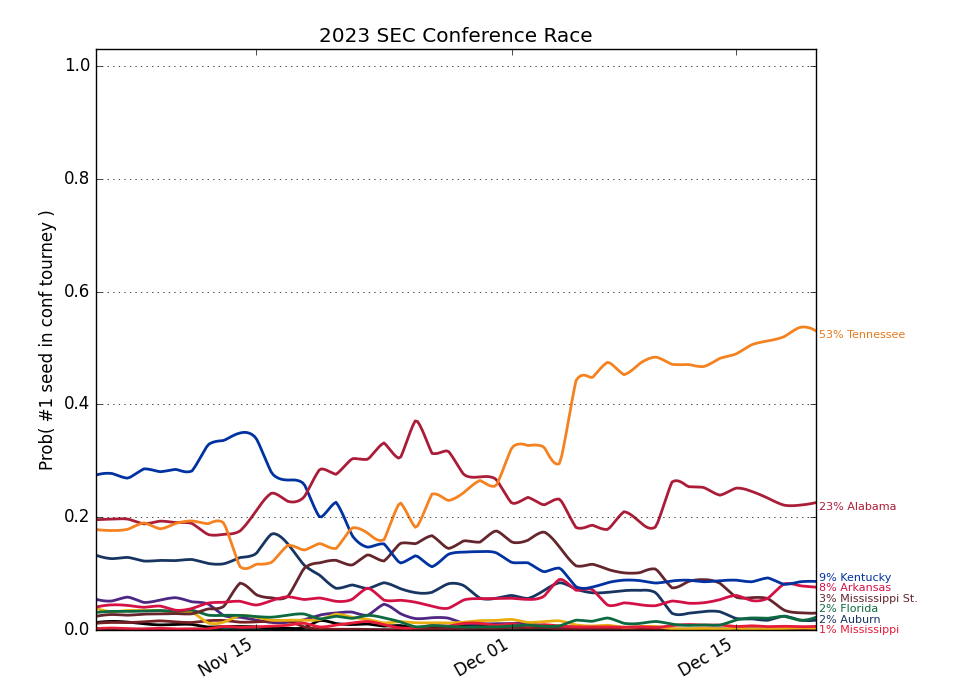 2023 SEC Conference Race
Prob( #1 seed in conf tourney )
1.0
0.8
0.6
0.4
0.2
0.0
Nov 15
Dec 01
Dec 15
53% Tennessee
23% Alabama
9% Kentucky
8% Arkansas
3% Mississippi St.
2% Florida
2% Auburn
1% Mississippi